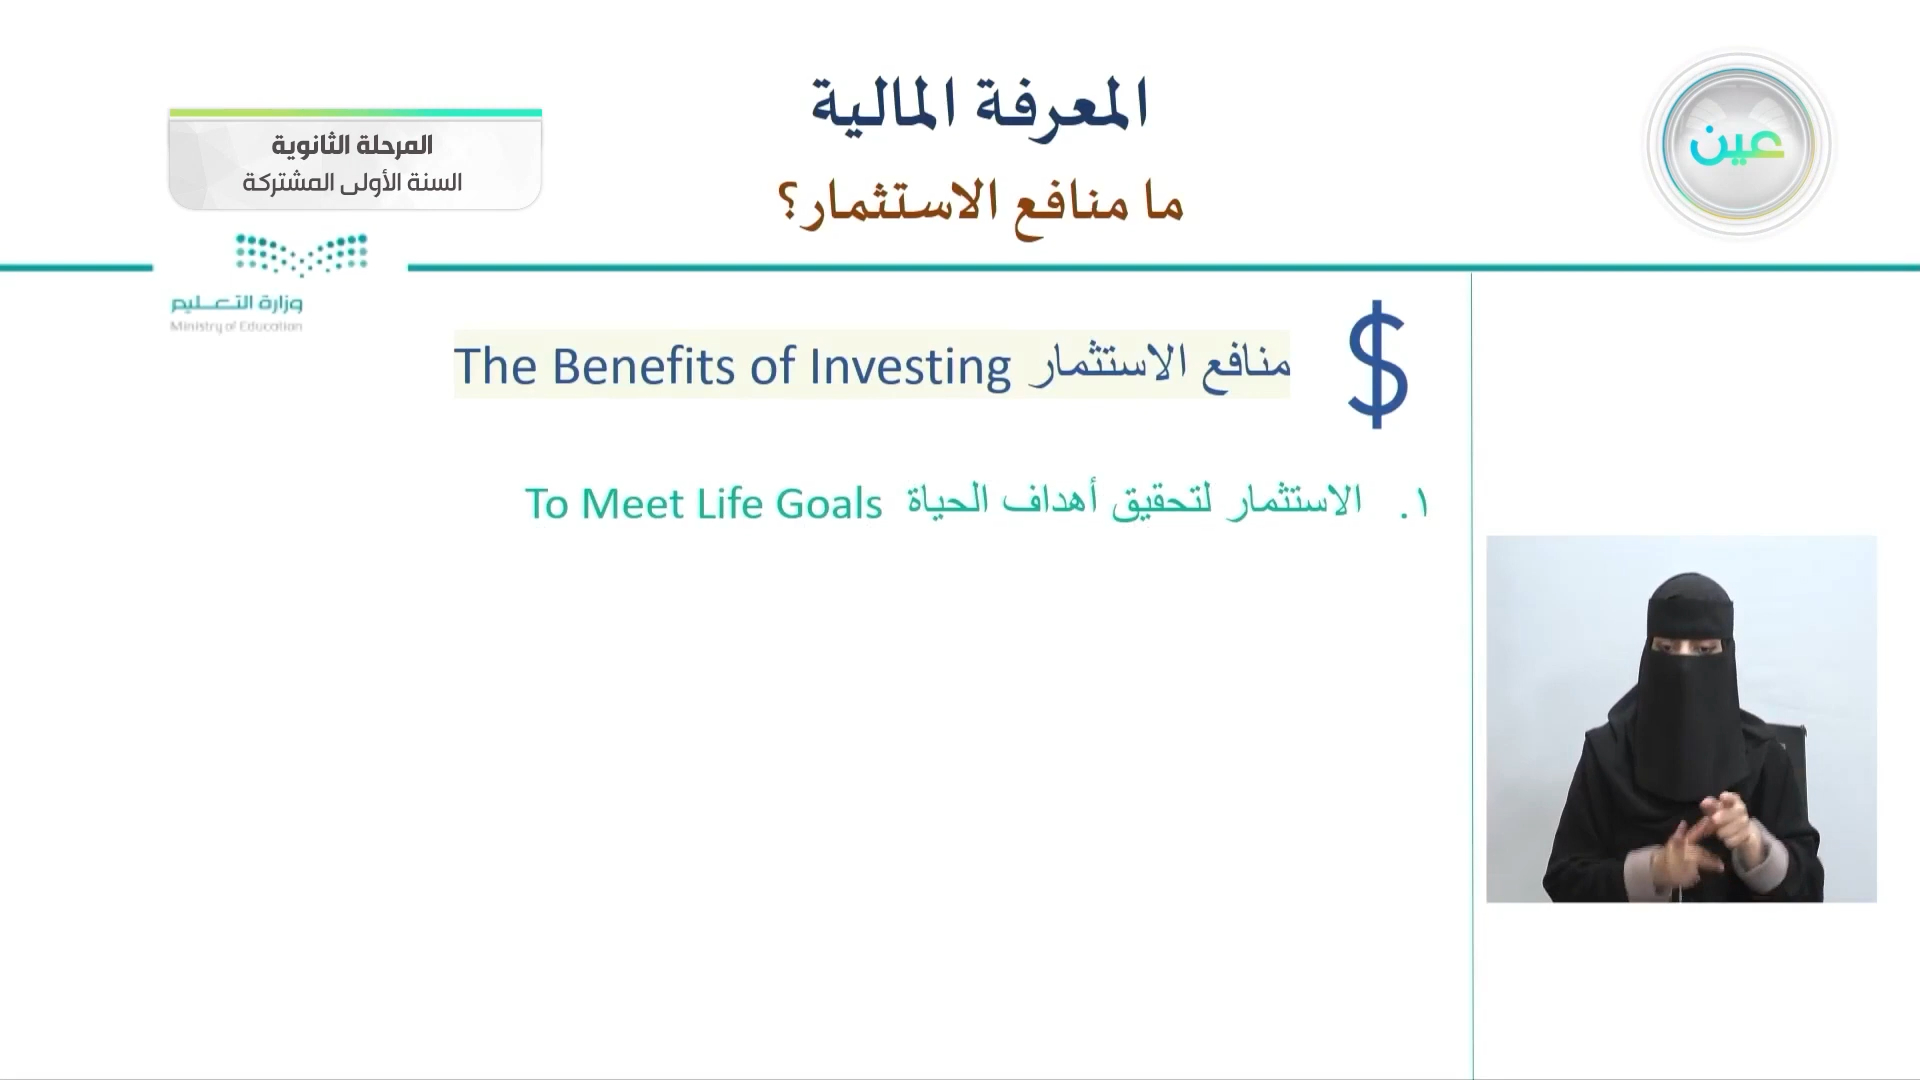 المعرفة المالية
ما منافع الاستثمار؟
المرحلة الثانوية
السنة الأولى المشتركة
عين
وزارة التعليم
Ministry of Education
منافع الاستثمار The Benefits of Investing
$
١. الاستثمار لتحقيق أهداف الحياة To Meet Life Goals